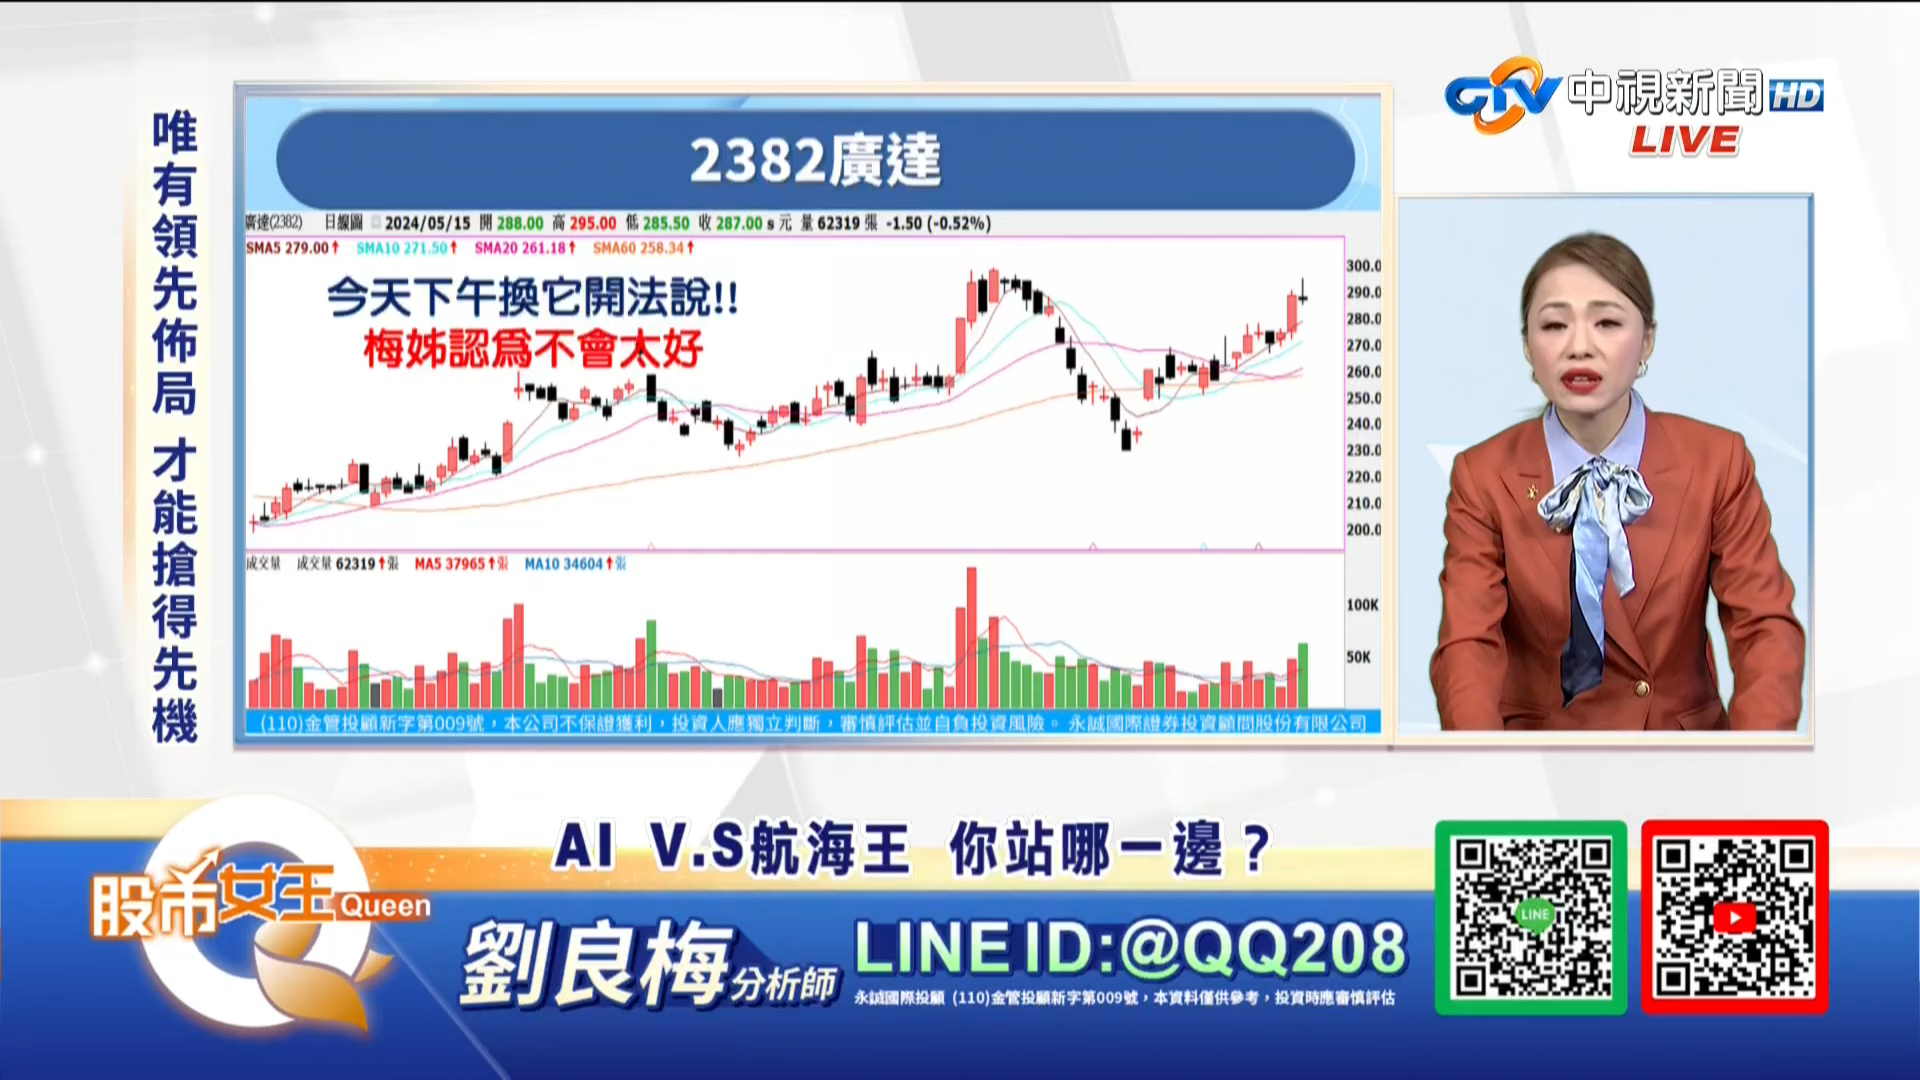 唯有領先佈局 才能搶得先機
CTV 中視新聞 HD
LIVE
2382廣達
廣達(2382) 日線圖 2024/05/15 開 288.00 高 295.00 低 285.50 收 287.00 s 元 量 62319 張 -1.50 (-0.52%)
SMA5 279.00↑ SMA10 271.50↑ SMA20 261.18↑ SMA60 258.34↑
今天下午換它開法說!!
梅姊認為不會太好
300.0
290.0
280.0
270.0
260.0
250.0
240.0
230.0
220.0
210.0
200.0
成交量 成交量 62319↑張 MA5 37965↑張 MA10 34604↑張
100K
50K
(110)金管投顧新字第009號，本公司不保證獲利，投資人應獨立判斷，審慎評估並自負投資風險。 永誠國際證券投資顧問股份有限公司
AI V.S航海王 你站哪一邊？
股市女王Queen
劉良梅分析師
LINE ID:@QQ208
永誠國際投顧 (110)金管投顧新字第009號，本資料僅供參考，投資時應審慎評估
LINE